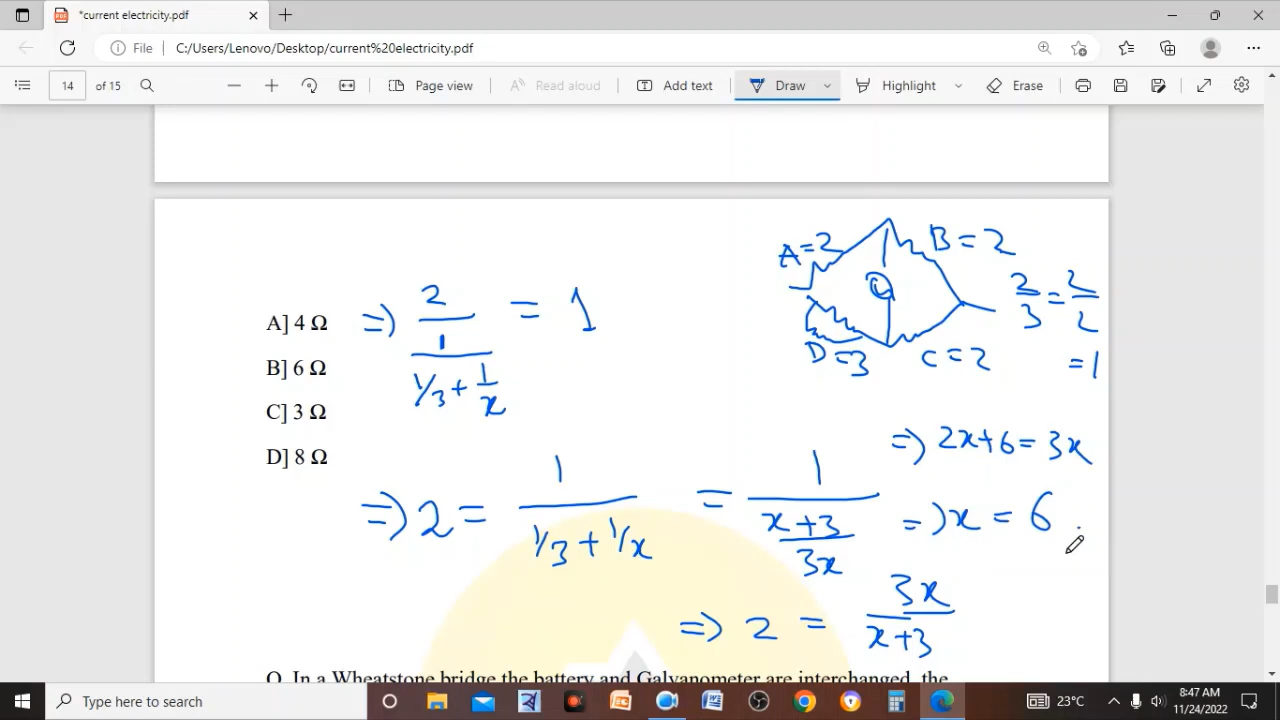 *current electricity.pdf
File | C:/Users/Lenovo/Desktop/current%20electricity.pdf
14 of 15 Page view Read aloud Add text Draw Highlight Erase
A] 4 Ω
B] 6 Ω
C] 3 Ω
D] 8 Ω
⇒ 2 / (1 / (1/3 + 1/x)) = 1
A = 2 B = 2
D = 3 C = 2
2/3 = 2/2
= 1
⇒ 2 = 1 / (1/3 + 1/x) = 1 / ((x+3)/3x)
⇒ 2 = 3x / (x+3)
⇒ 2x + 6 = 3x
⇒ x = 6
Q. In a Wheatstone bridge the battery and Galvanometer are interchanged, the
Type here to search
23°C
8:47 AM
11/24/2022